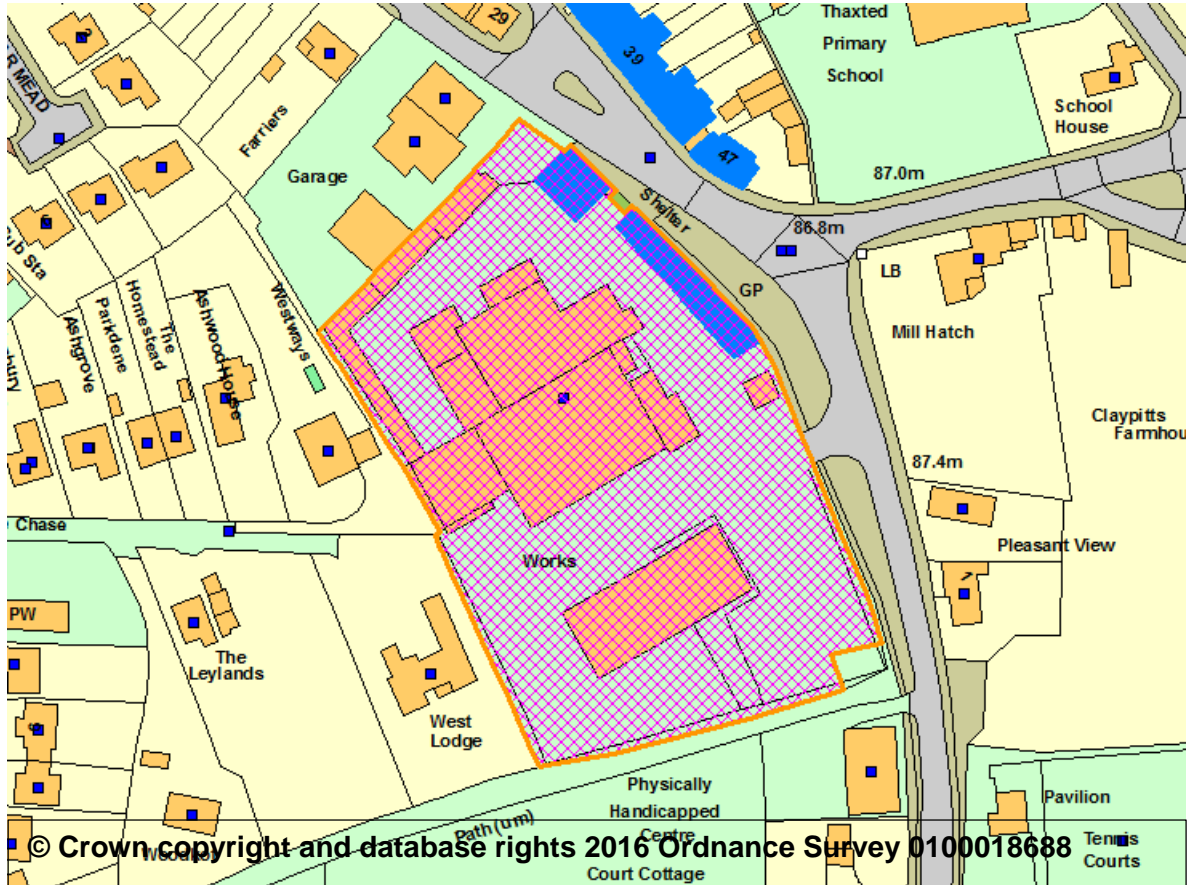 29
39
Thaxted
Primary
School
School
House
87.0m
47
Farriers
Garage
Shelter
86.8m
LB
GP
Mill Hatch
Sub Sta
Westways
Ashwood House
The
Homestead
Parkdene
Ashgrove
Claypitts
87.4m
Chase
Works
Pleasant View
1
PW
The
Leylands
West
Lodge
Physically
Handicapped
Centre
Pavilion
Path (um)
© Crown copyright and database rights 2016 Ordnance Survey 0100018688
Tennis
Courts
Court Cottage